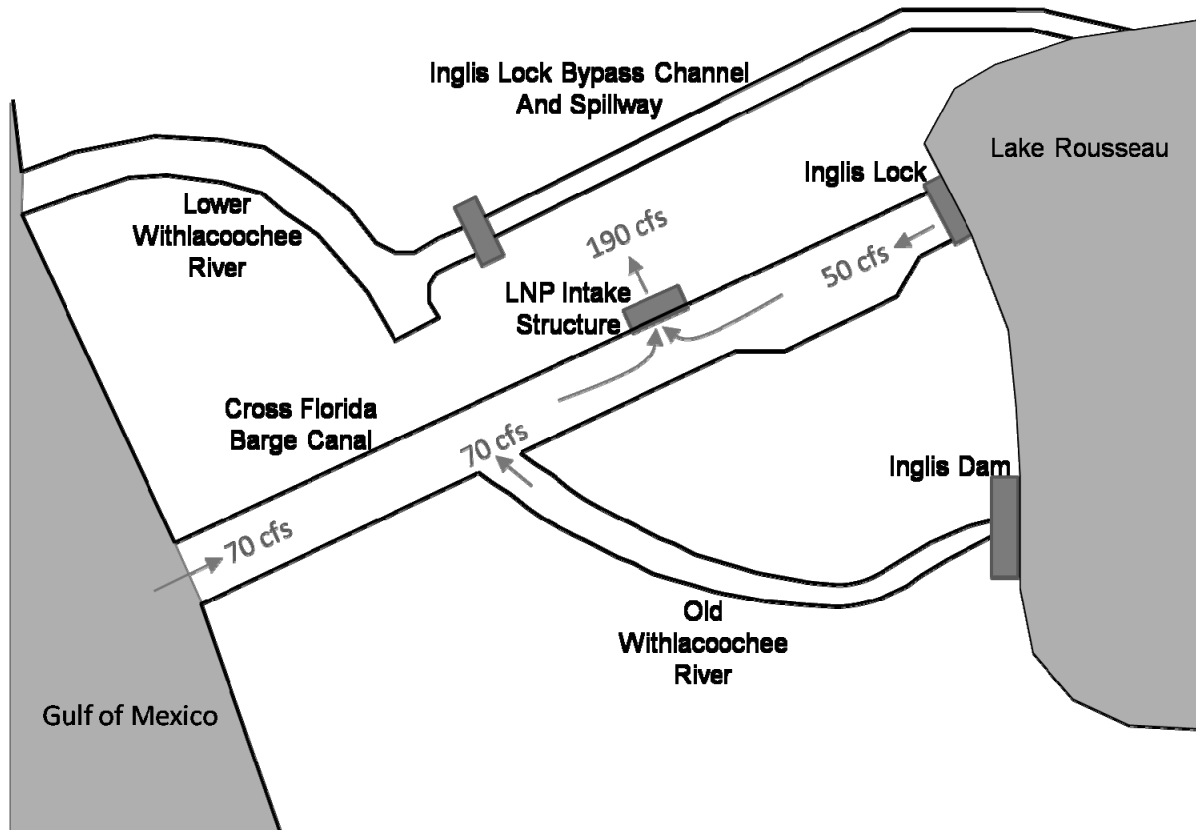 Inglis Lock Bypass Channel
And Spillway
Lake Rousseau
Inglis Lock
Lower
Withlacoochee
River
190 cfs
50 cfs
LNP Intake
Structure
Cross Florida
Barge Canal
70 cfs
Inglis Dam
70 cfs
Old
Withlacoochee
River
Gulf of Mexico